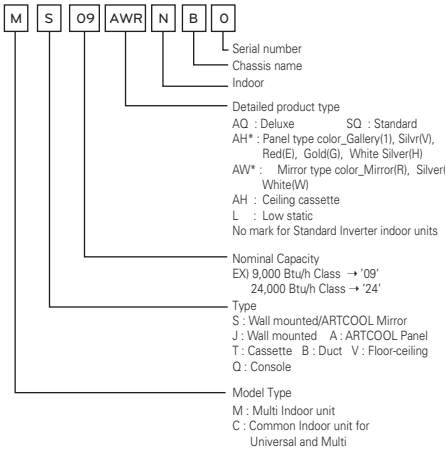 M S 09 AWR N B 0
Serial number
Chassis name
Indoor
Detailed product type
AQ : Deluxe SQ : Standard
AH* : Panel type color_Gallery(1), Silvr(V),
Red(E), Gold(G), White Silver(H)
AW* : Mirror type color_Mirror(R), Silver(
White(W)
AH : Ceiling cassette
L : Low static
No mark for Standard Inverter indoor units
Nominal Capacity
EX) 9,000 Btu/h Class → '09'
24,000 Btu/h Class → '24'
Type
S : Wall mounted/ARTCOOL Mirror
J : Wall mounted A : ARTCOOL Panel
T : Cassette B : Duct V : Floor-ceiling
Q : Console
Model Type
M : Multi Indoor unit
C : Common Indoor unit for
Universal and Multi